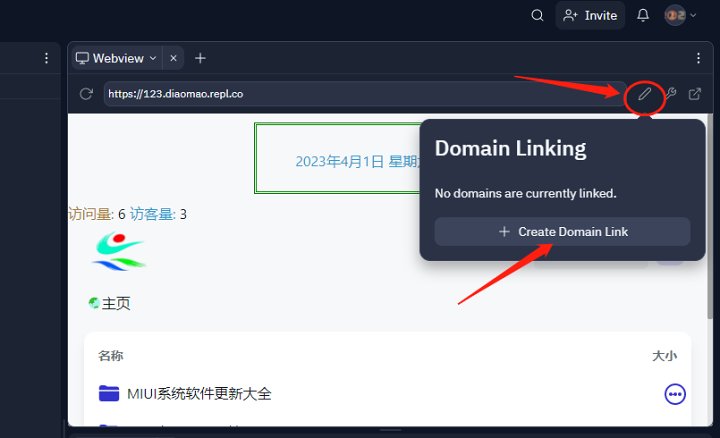 Invite
Webview
https://123.diaomao.repl.co
Domain Linking
2023年4月1日 星期
No domains are currently linked.
访问量: 6 访客量: 3
Create Domain Link
主页
名称 大小
MIUI系统软件更新大全